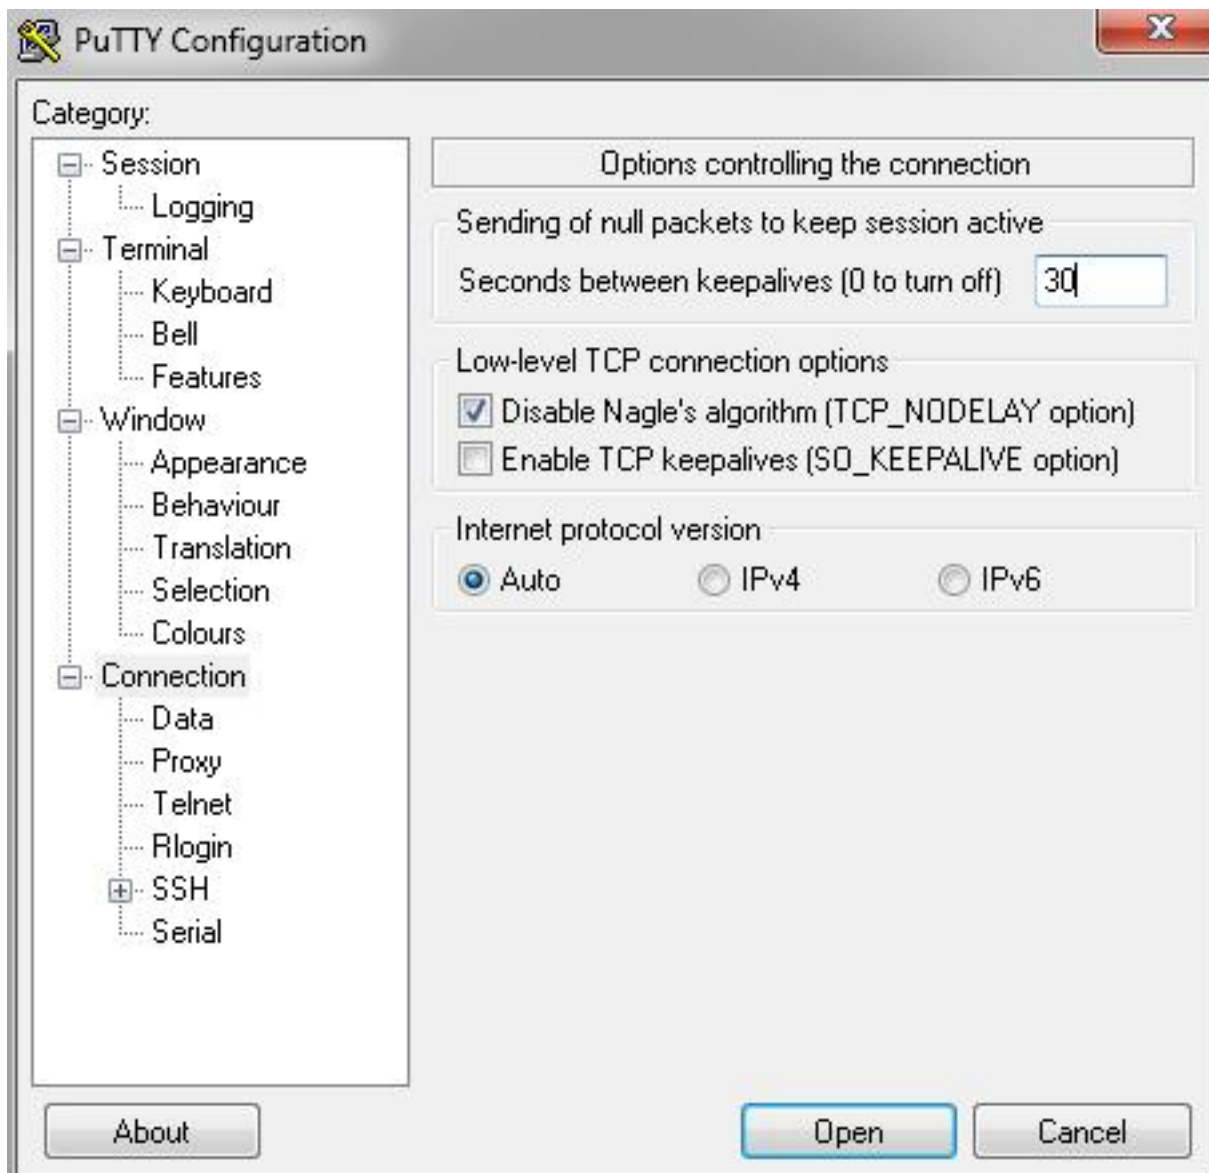 PuTTY Configuration
Category:
Session
Logging
Terminal
Keyboard
Bell
Features
Window
Appearance
Behaviour
Translation
Selection
Colours
Connection
Data
Proxy
Telnet
Rlogin
SSH
Serial
Options controlling the connection
Sending of null packets to keep session active
Seconds between keepalives (0 to turn off) 30
Low-level TCP connection options
Disable Nagle's algorithm (TCP_NODELAY option)
Enable TCP keepalives (SO_KEEPALIVE option)
Internet protocol version
Auto IPv4 IPv6
About Open Cancel